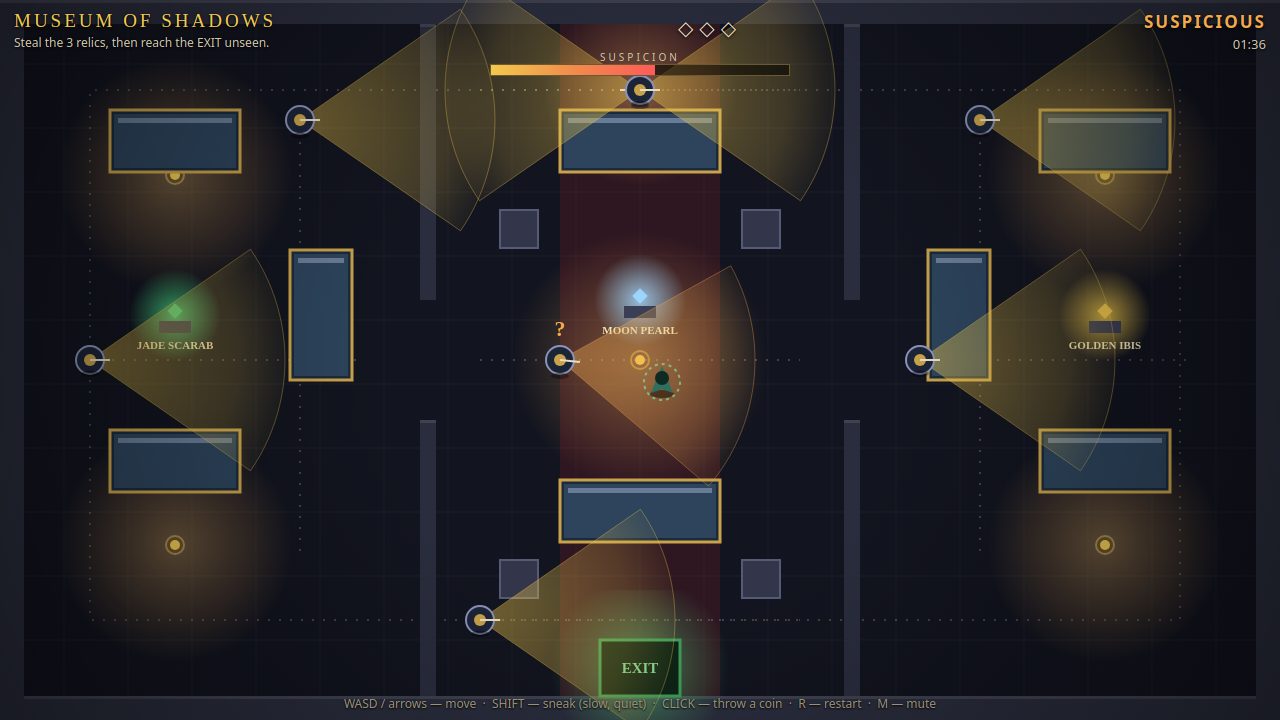 MUSEUM OF SHADOWS
Steal the 3 relics, then reach the EXIT unseen.
SUSPICION
SUSPICIOUS
01:36
?
MOON PEARL
JADE SCARAB
GOLDEN IBIS
EXIT
WASD / arrows — move · SHIFT — sneak (slow, quiet) · CLICK — throw a coin · R — restart · M — mute